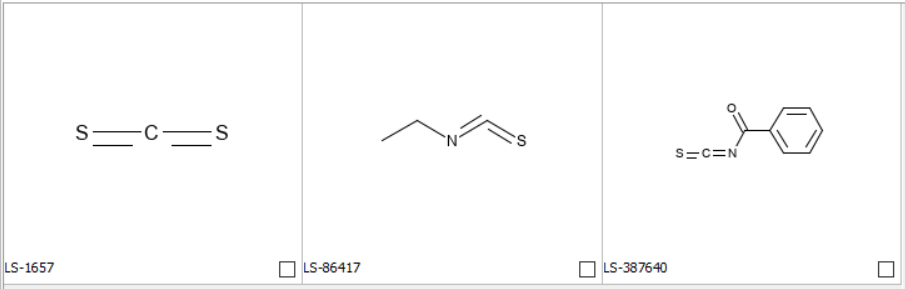 S C S
N S
O
S C N
LS-1657
LS-86417
LS-387640